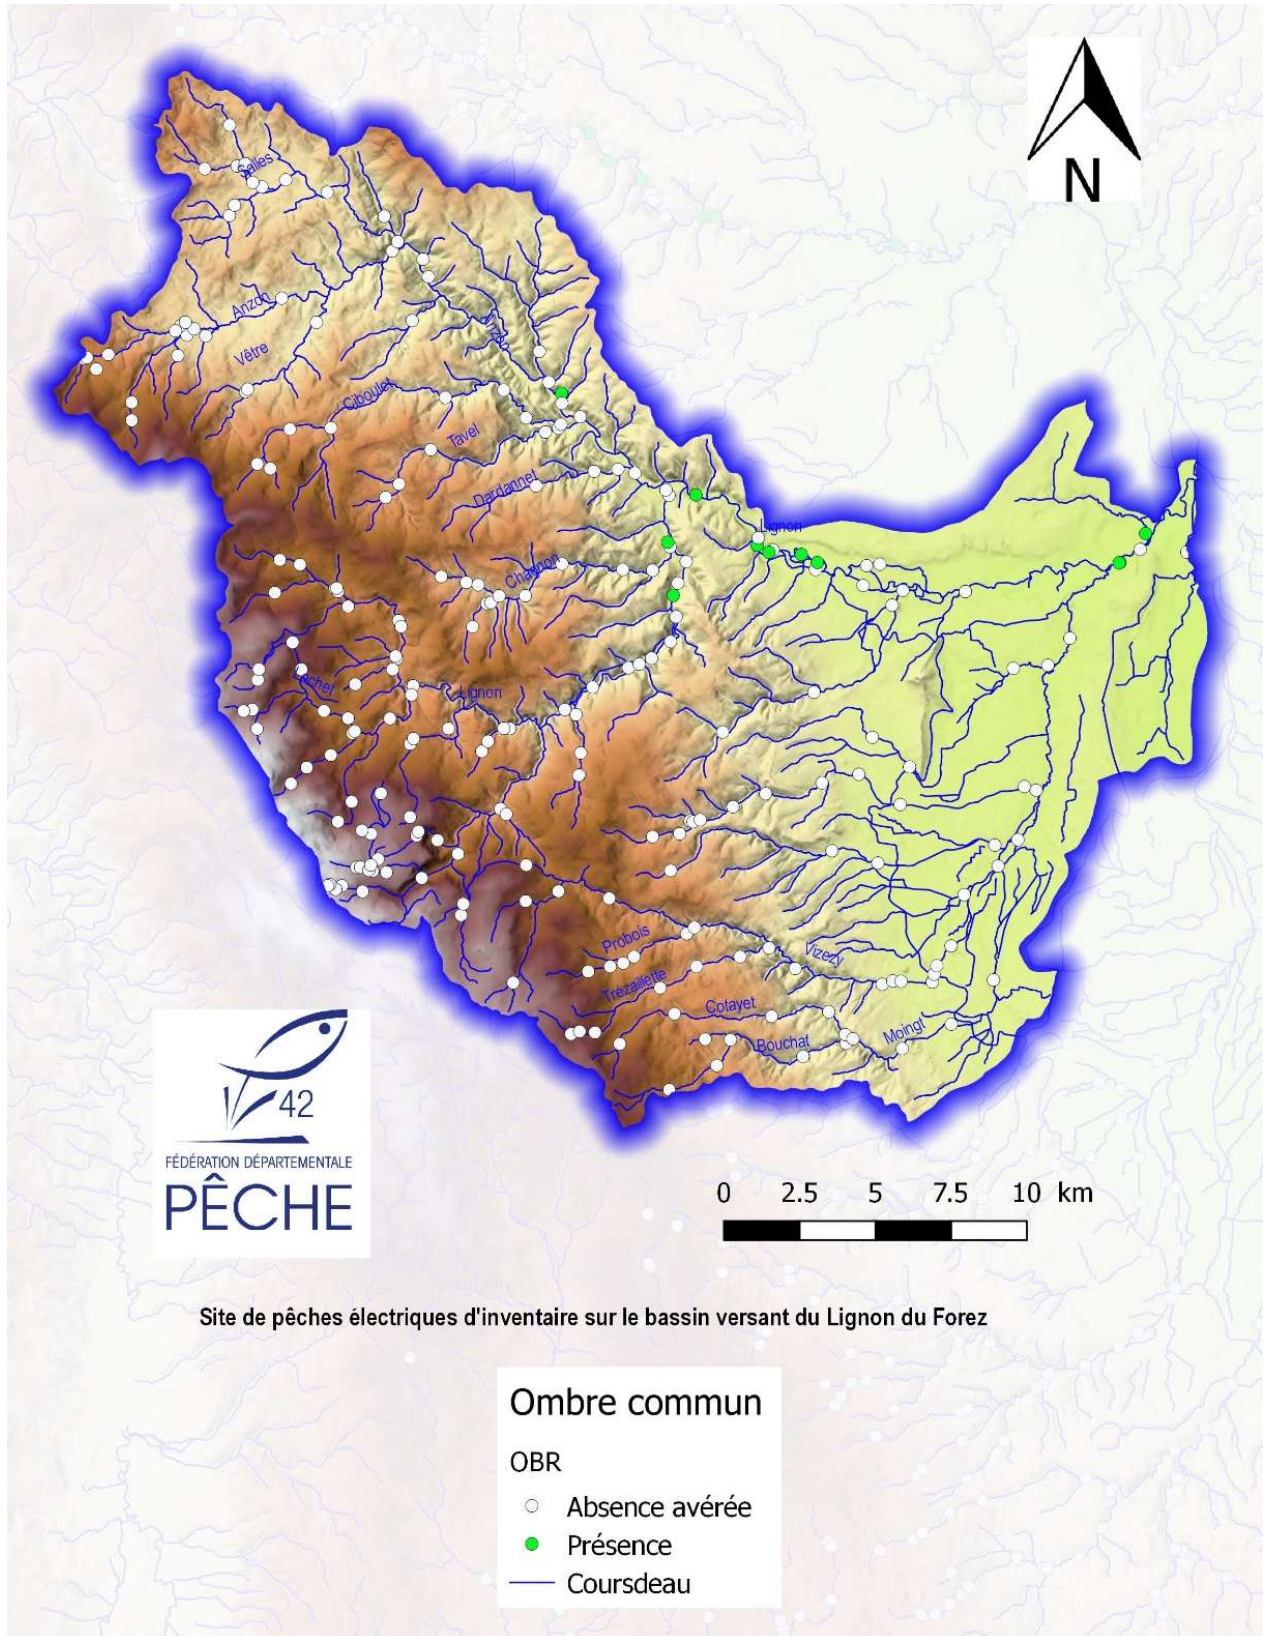 N
Salles
Anzon
Anzon
Vêtre
Ciboulet
Tavel
Dardannet
Lignon
Chagnon
Lignon
Probois
Vizezy
Trézaillette
Cotayet
Moingt
Bouchat
42
FÉDÉRATION DÉPARTEMENTALE
PÊCHE
0 2.5 5 7.5 10 km
Site de pêches électriques d'inventaire sur le bassin versant du Lignon du Forez
Ombre commun
OBR
Absence avérée
Présence
Coursdeau